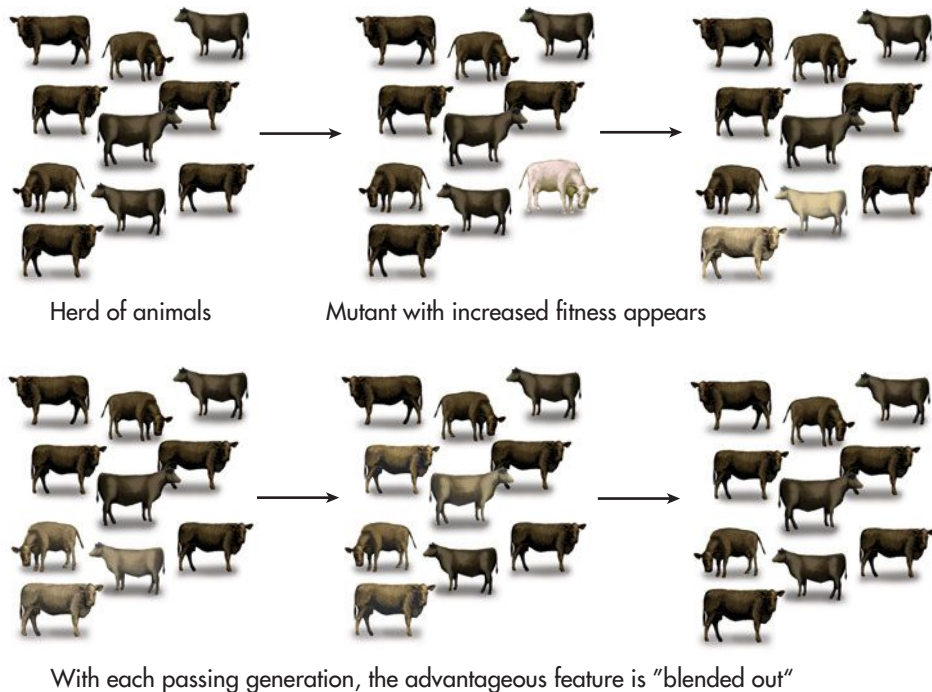 Herd of animals
Mutant with increased fitness appears
With each passing generation, the advantageous feature is ”blended out“